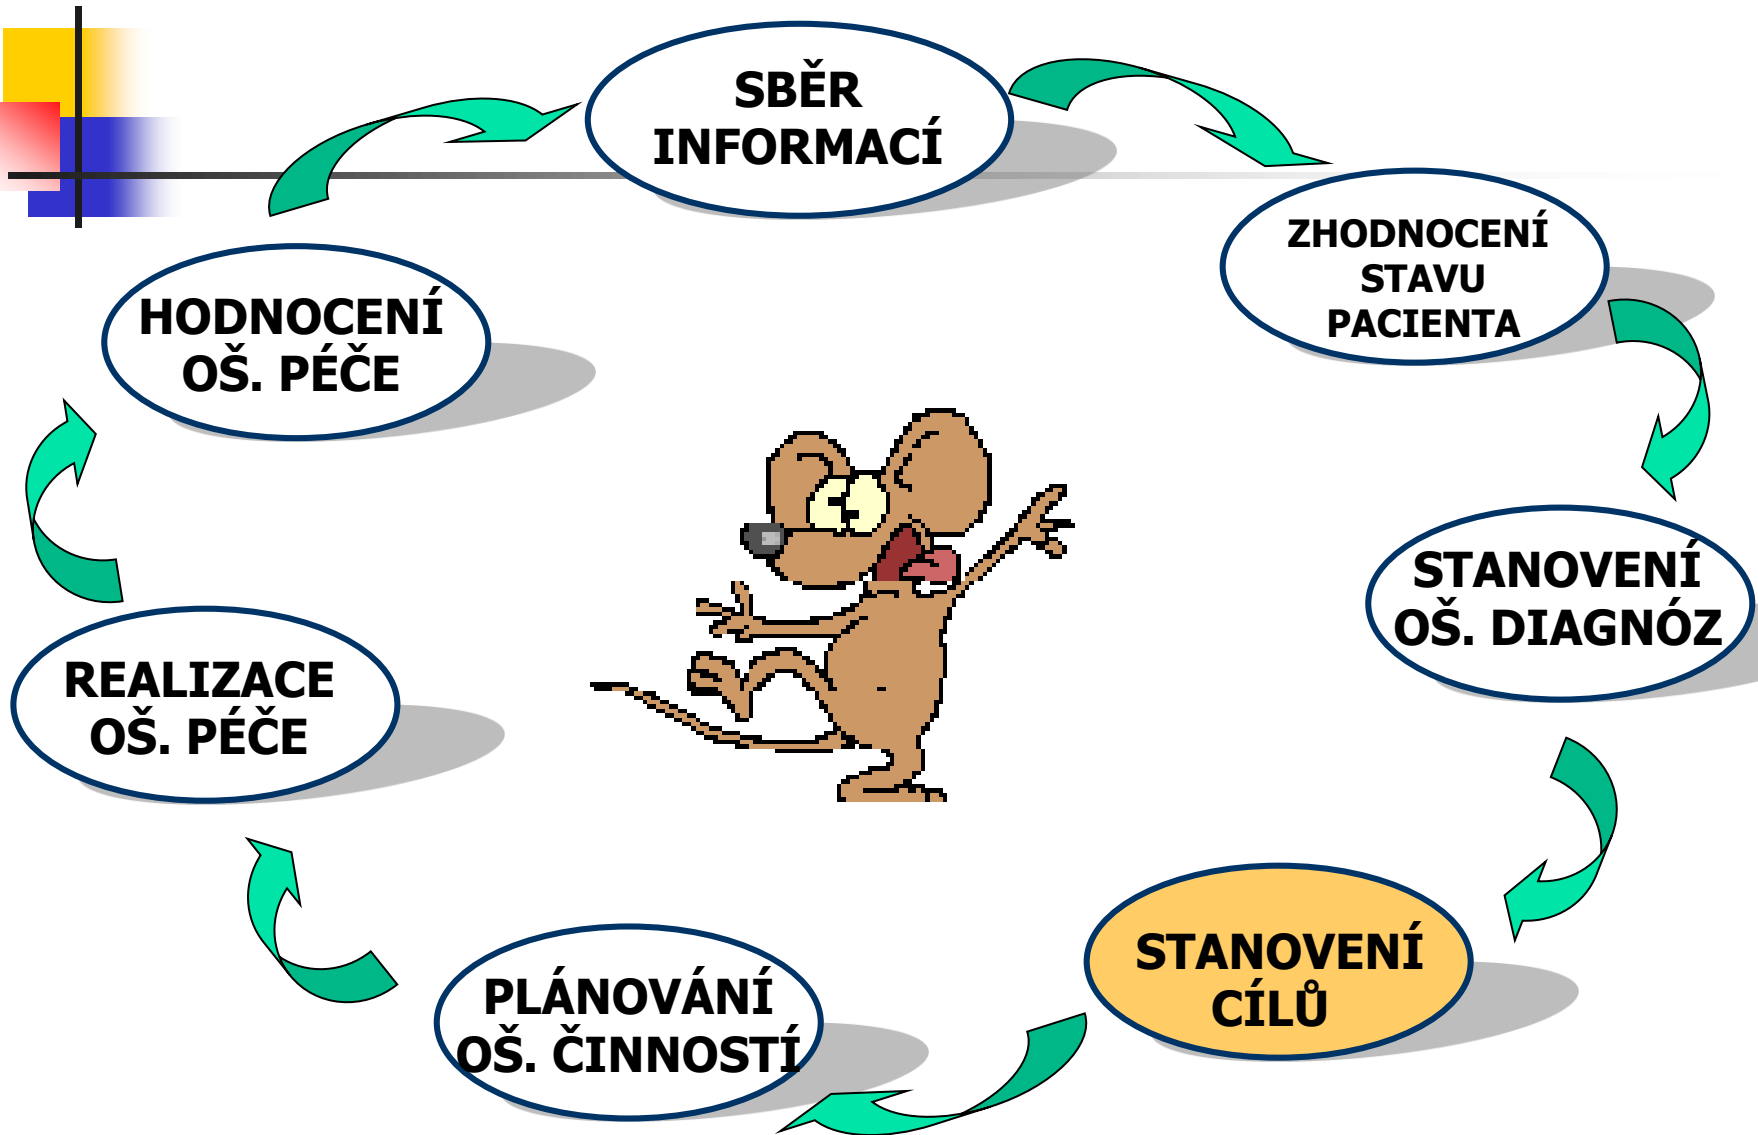 SBĚR
INFORMACÍ
ZHODNOCENÍ
STAVU
PACIENTA
STANOVENÍ
OŠ. DIAGNÓZ
STANOVENÍ
CÍLŮ
PLÁNOVÁNÍ
OŠ. ČINNOSTÍ
REALIZACE
OŠ. PÉČE
HODNOCENÍ
OŠ. PÉČE